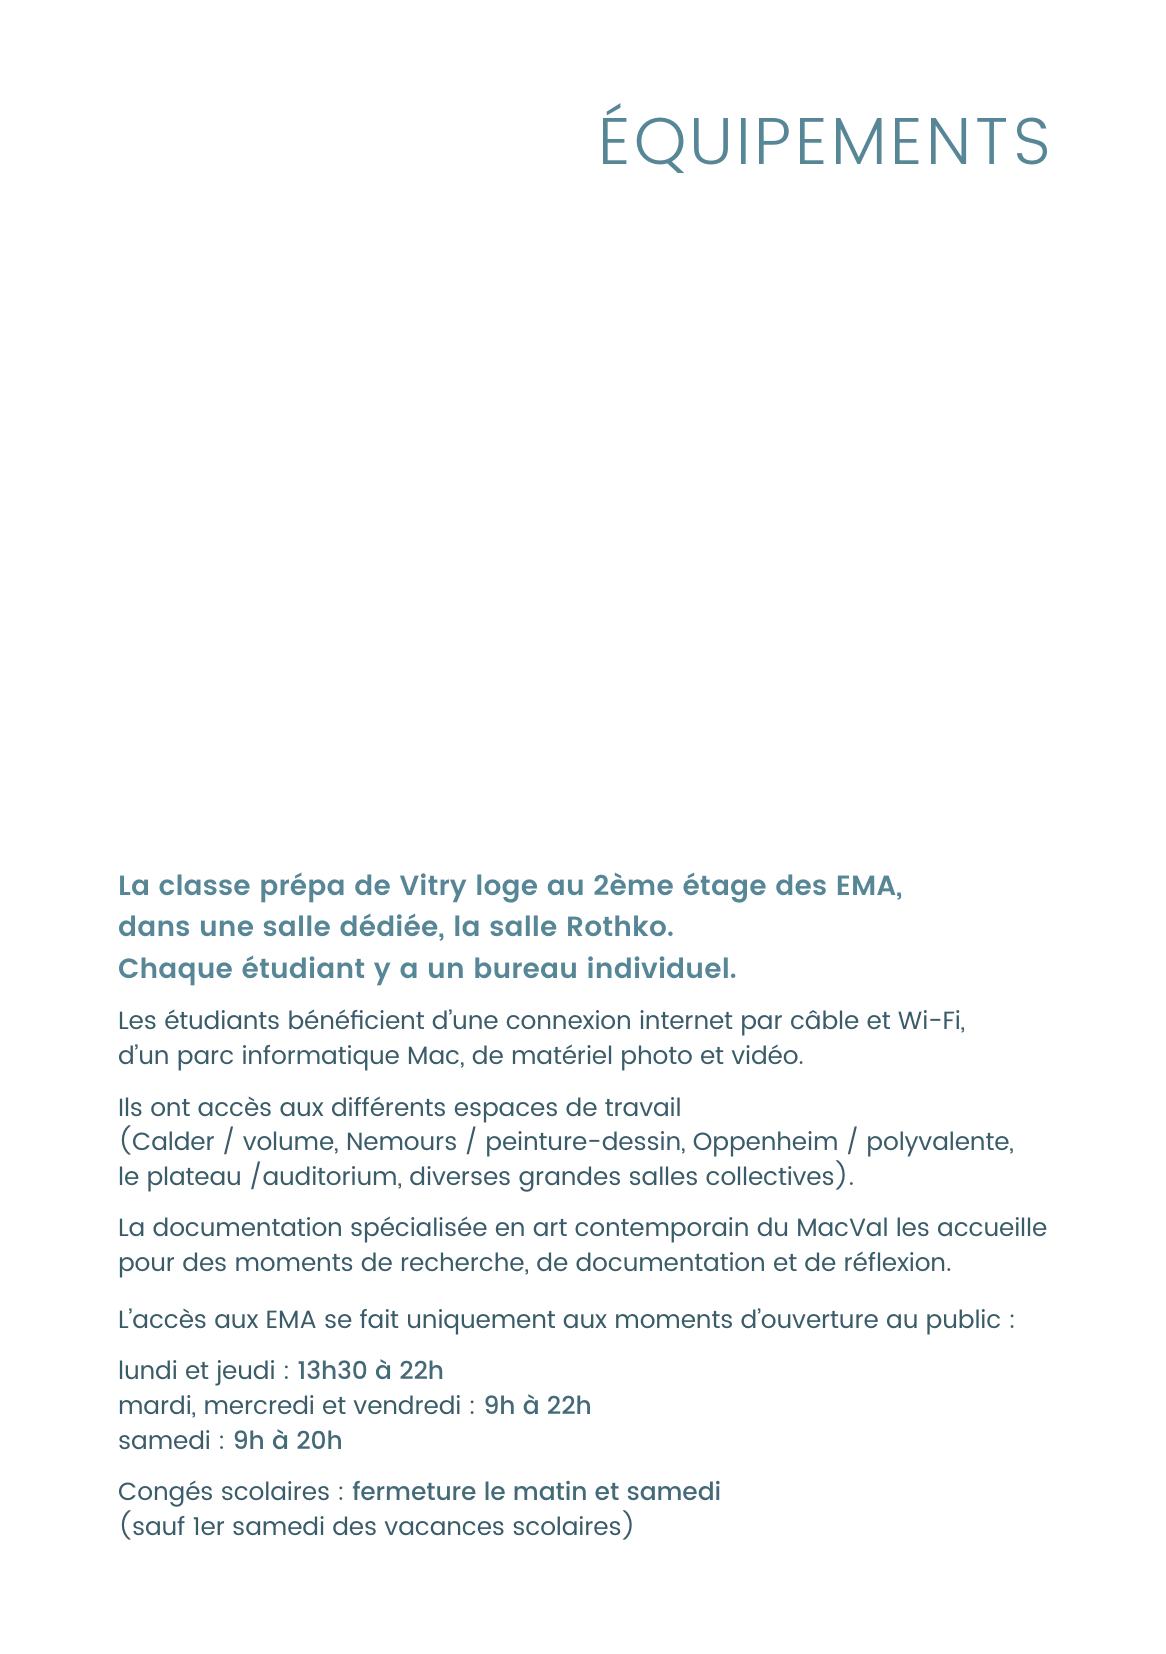 ÉQUIPEMENTS
La classe prépa de Vitry loge au 2ème étage des EMA,
dans une salle dédiée, la salle Rothko.
Chaque étudiant y a un bureau individuel.
Les étudiants bénéficient d’une connexion internet par câble et Wi-Fi,
d’un parc informatique Mac, de matériel photo et vidéo.
Ils ont accès aux différents espaces de travail
(Calder / volume, Nemours / peinture-dessin, Oppenheim / polyvalente,
le plateau /auditorium, diverses grandes salles collectives).
La documentation spécialisée en art contemporain du MacVal les accueille
pour des moments de recherche, de documentation et de réflexion.
L’accès aux EMA se fait uniquement aux moments d’ouverture au public :
lundi et jeudi : 13h30 à 22h
mardi, mercredi et vendredi : 9h à 22h
samedi : 9h à 20h
Congés scolaires : fermeture le matin et samedi
(sauf 1er samedi des vacances scolaires)